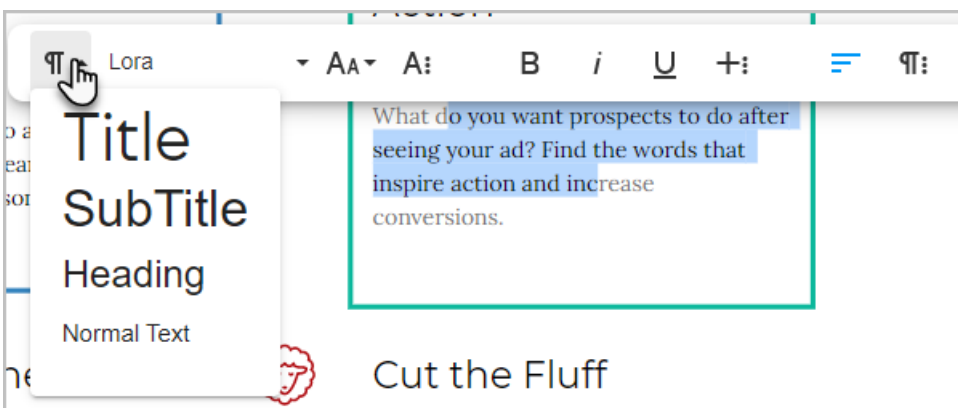 Action
¶ Lora AA A B i U + ¶
Title
SubTitle
Heading
Normal Text
What do you want prospects to do after
seeing your ad? Find the words that
inspire action and increase
conversions.
Cut the Fluff